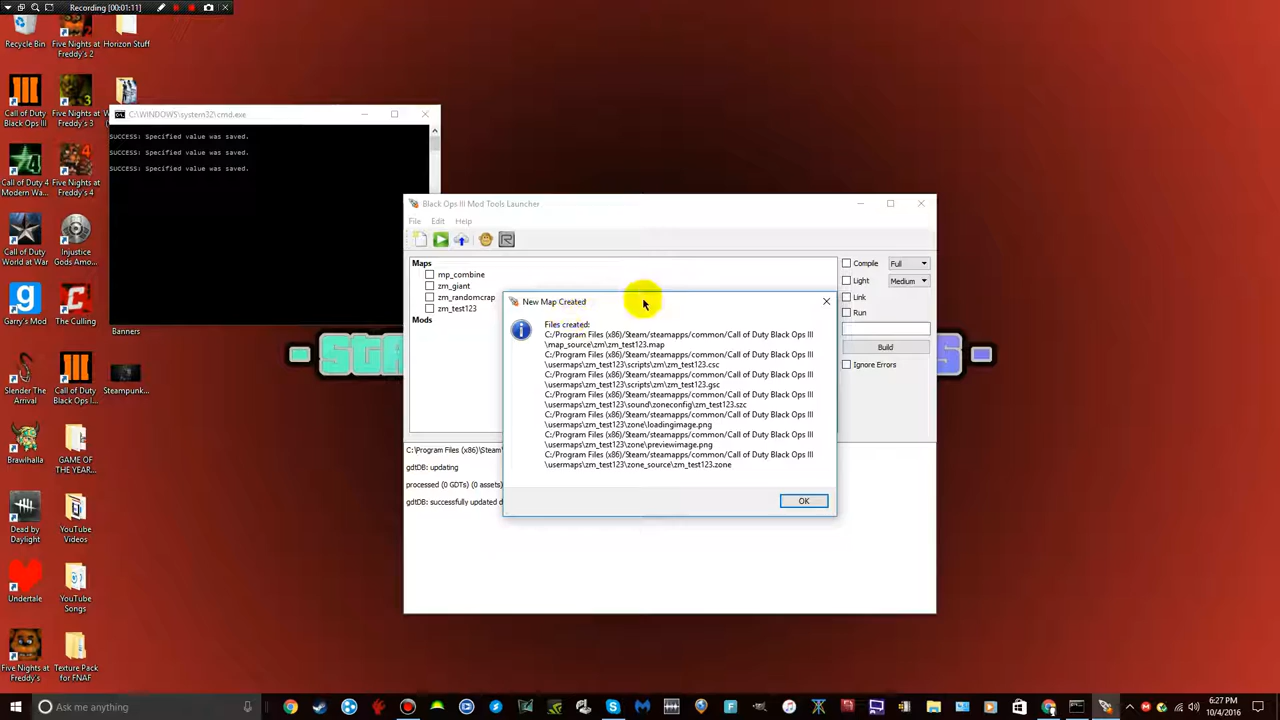 Recording [00:01:11]
Recycle Bin
Five Nights at Freddy's 2
Horizon Stuff
Call of Duty Black Ops III
Five Nights at Freddy's 3
Call of Duty 4 Modern Wa...
Five Nights at Freddy's 4
Call of Duty World at War
Injustice Gods Amo...
Garry's Mod
The Culling
Banners
Slender The Arrival
Call of Duty Black Ops I...
Steampunk...
Brawlhalla
GAME OF THE YEAR...
Dead by Daylight
YouTube Videos
Undertale
YouTube Songs
Five Nights at Freddy's
Texture Pack for FNAF
C:\WINDOWS\system32\cmd.exe
SUCCESS: Specified value was saved.
SUCCESS: Specified value was saved.
SUCCESS: Specified value was saved.
Black Ops III Mod Tools Launcher
File Edit Help
Maps
mp_combine
zm_giant
zm_randomcrap
zm_test123
Mods
Compile Full
Light Medium
Link
Run
Build
Ignore Errors
C:\Program Files (x86)\Steam\
gdtDB: updating
processed (0 GDTs) (0 assets)
gdtDB: successfully updated d
New Map Created
Files created:
C:/Program Files (x86)/Steam/steamapps/common/Call of Duty Black Ops III
\map_source\zm\zm_test123.map
C:/Program Files (x86)/Steam/steamapps/common/Call of Duty Black Ops III
\usermaps\zm_test123\scripts\zm\zm_test123.csc
C:/Program Files (x86)/Steam/steamapps/common/Call of Duty Black Ops III
\usermaps\zm_test123\scripts\zm\zm_test123.gsc
C:/Program Files (x86)/Steam/steamapps/common/Call of Duty Black Ops III
\usermaps\zm_test123\sound\zoneconfig\zm_test123.szc
C:/Program Files (x86)/Steam/steamapps/common/Call of Duty Black Ops III
\usermaps\zm_test123\zone\loadingimage.png
C:/Program Files (x86)/Steam/steamapps/common/Call of Duty Black Ops III
\usermaps\zm_test123\zone\previewimage.png
C:/Program Files (x86)/Steam/steamapps/common/Call of Duty Black Ops III
\usermaps\zm_test123\zone_source\zm_test123.zone
OK
Ask me anything
6:27 PM
10/4/2016